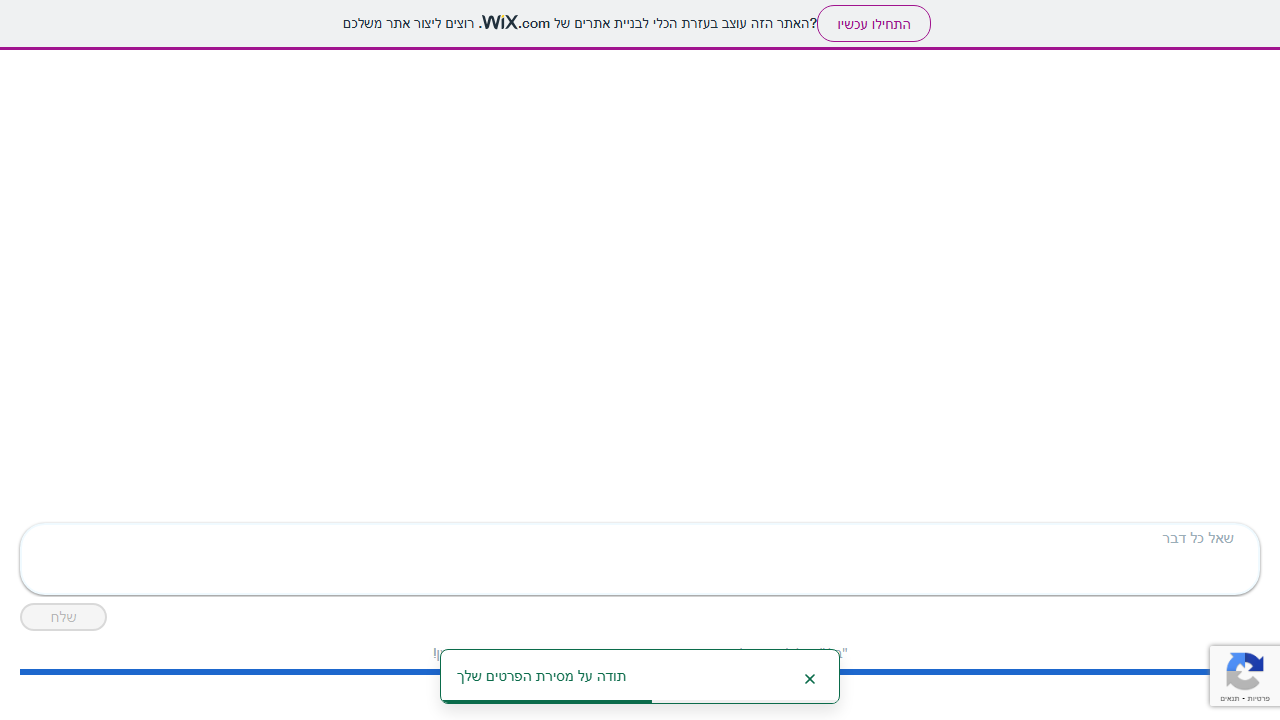 האתר הזה עוצב בעזרת הכלי לבניית אתרים של WiX.com. רוצים ליצור אתר משלכם? התחילו עכשיו
שאל כל דבר
שלח
תודה על מסירת הפרטים שלך
פרטיות - תנאים